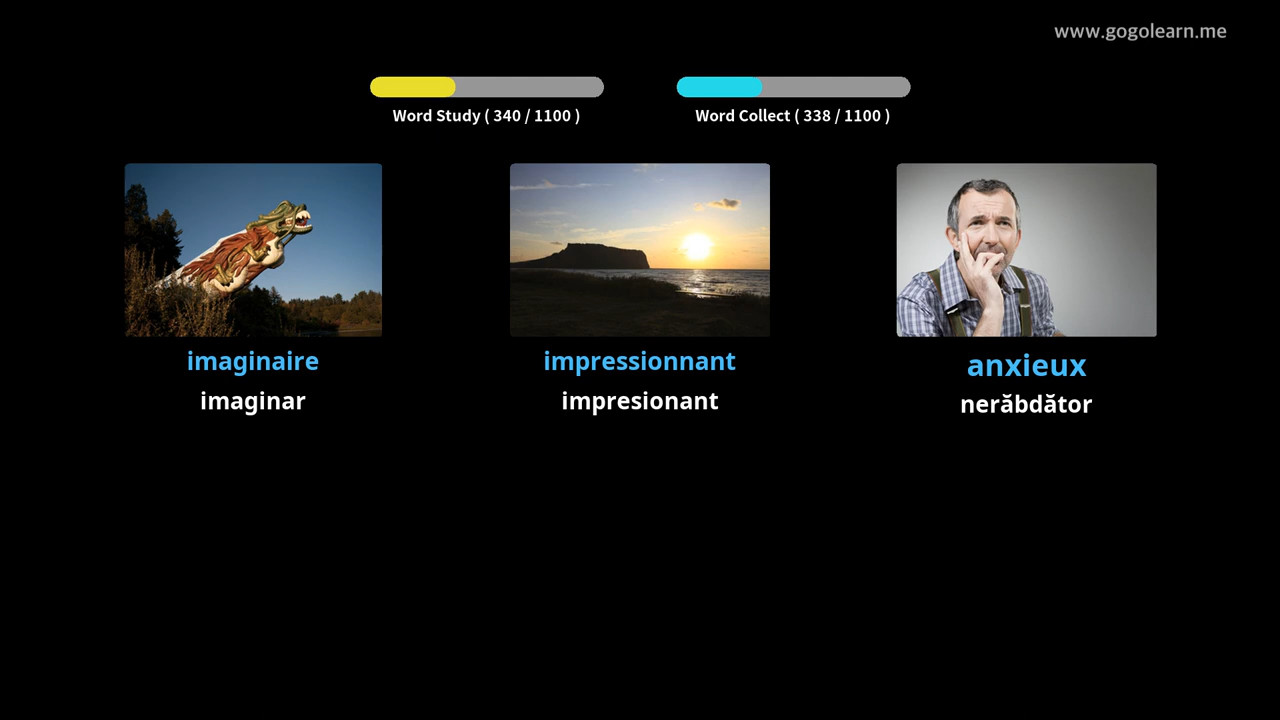 www.gogolearn.me
Word Study ( 340 / 1100 )
Word Collect ( 338 / 1100 )
imaginaire
imaginar
impressionnant
impresionant
anxieux
nerăbdător